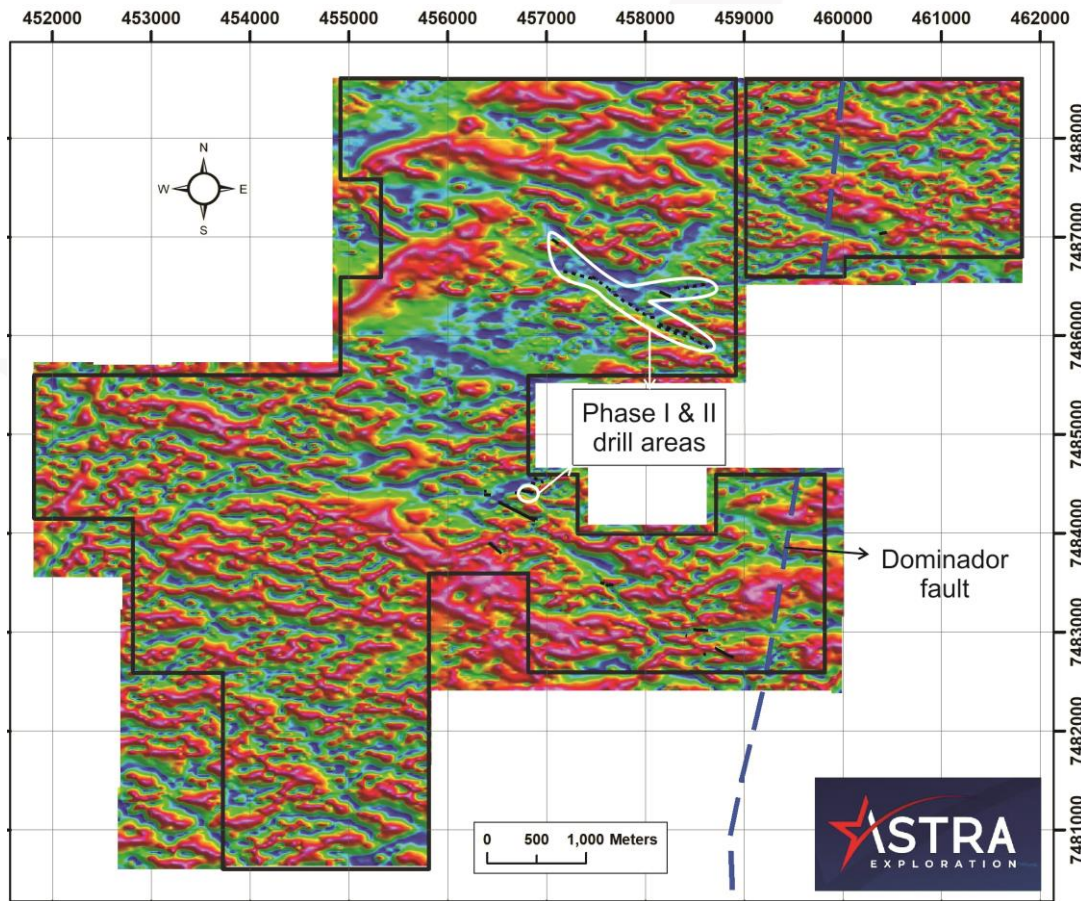 452000 453000 454000 455000 456000 457000 458000 459000 460000 461000 462000
N
W E
S
7488000
7487000
7486000
7485000
7484000
7483000
7482000
7481000
Phase I & II
drill areas
Dominador
fault
0 500 1,000 Meters
ASTRA
EXPLORATION